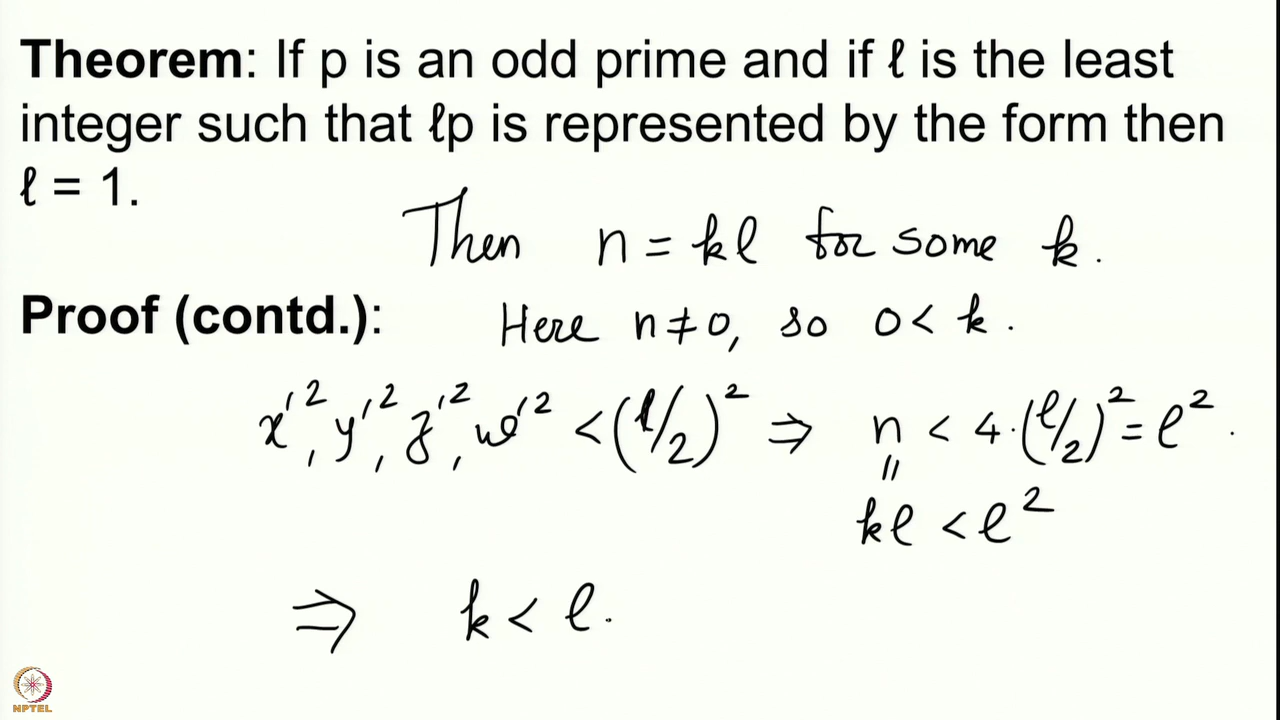 Theorem: If p is an odd prime and if ℓ is the least
integer such that ℓp is represented by the form then
ℓ = 1.
Then n = kℓ for some k.
Proof (contd.):
Here n ≠ 0, so 0 < k.
x'², y'², z'², w'² < (ℓ/2)² ⇒ n < 4·(ℓ/2)² = ℓ².
||
kℓ < ℓ²
⇒ k < ℓ.
NPTEL